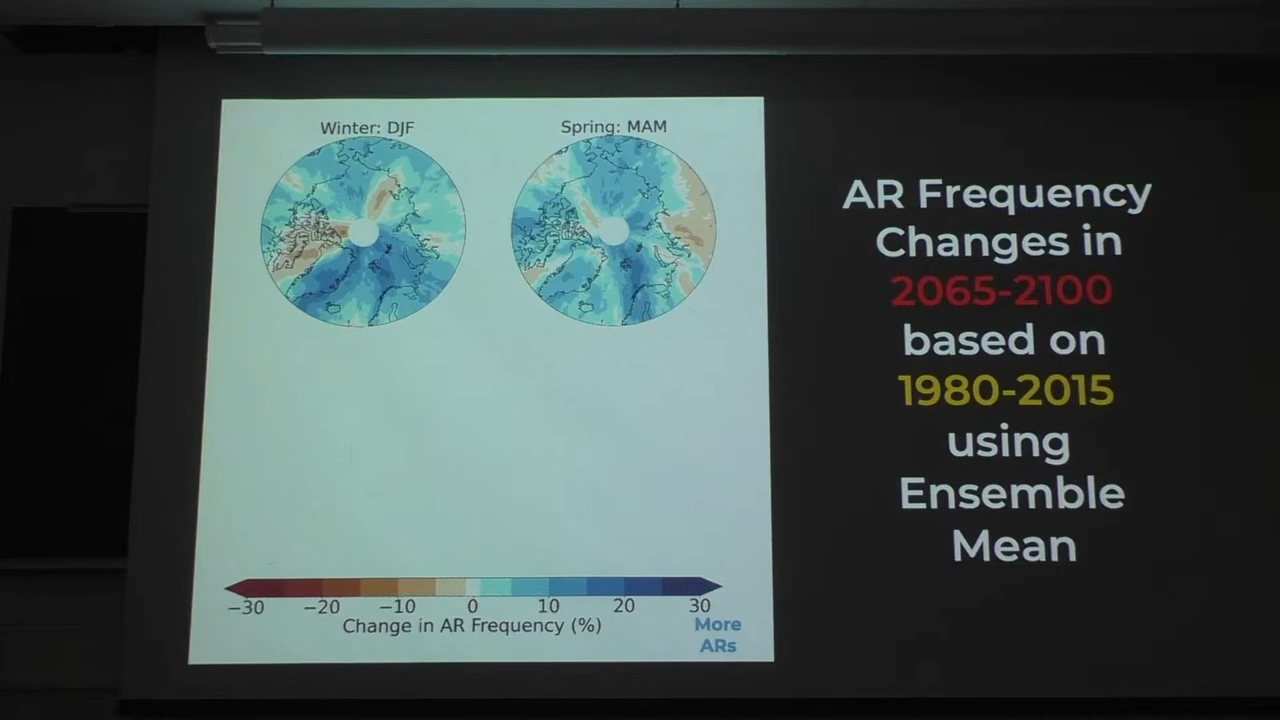 Winter: DJF
Spring: MAM
−30 −20 −10 0 10 20 30
Change in AR Frequency (%)
More
ARs
AR Frequency
Changes in
2065-2100
based on
1980-2015
using
Ensemble
Mean